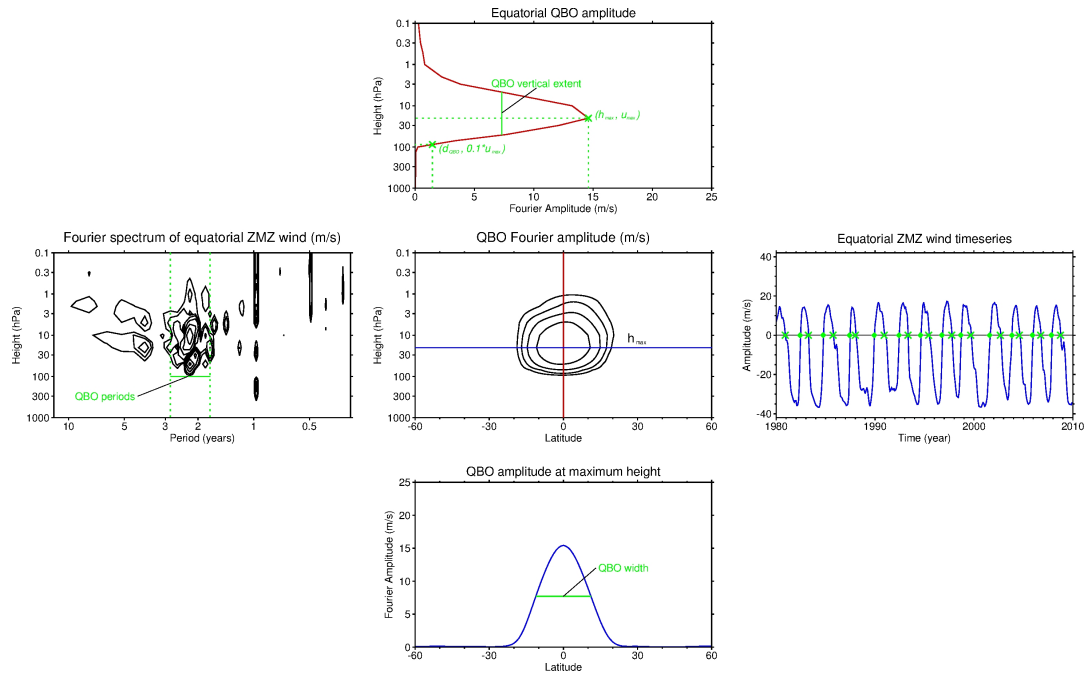 Equatorial QBO amplitude
0.1
0.3
1
3
10
30
100
300
1000
Height (hPa)
QBO vertical extent
(hmax, umax)
(dQBO, 0.1*umax)
0 5 10 15 20 25
Fourier Amplitude (m/s)
Fourier spectrum of equatorial ZMZ wind (m/s)
0.1
0.3
1
3
10
30
100
300
1000
Height (hPa)
QBO periods
10 5 3 2 1 0.5
Period (years)
QBO Fourier amplitude (m/s)
0.1
0.3
1
3
10
30
100
300
1000
Height (hPa)
hmax
-60 -30 0 30 60
Latitude
Equatorial ZMZ wind timeseries
40
20
0
-20
-40
Amplitude (m/s)
1980 1990 2000 2010
Time (year)
QBO amplitude at maximum height
25
20
15
10
5
0
Fourier Amplitude (m/s)
QBO width
-60 -30 0 30 60
Latitude